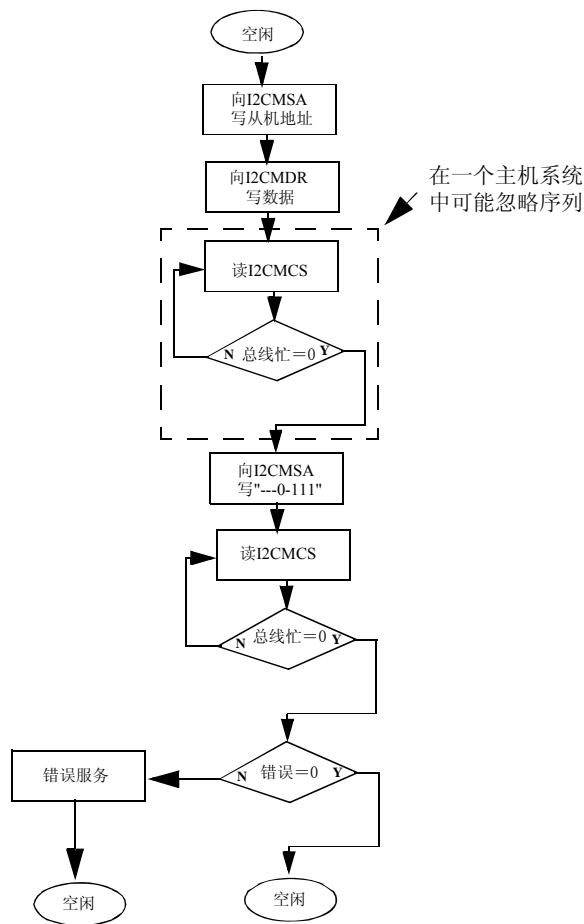 空闲
向I2CMSA
写从机地址
向I2CMDR
写数据
在一个主机系统
中可能忽略序列
读I2CMCS
N
总线忙=0
Y
向I2CMSA
写"---0-111"
读I2CMCS
N
总线忙=0
Y
错误服务
N
错误=0
Y
空闲
空闲